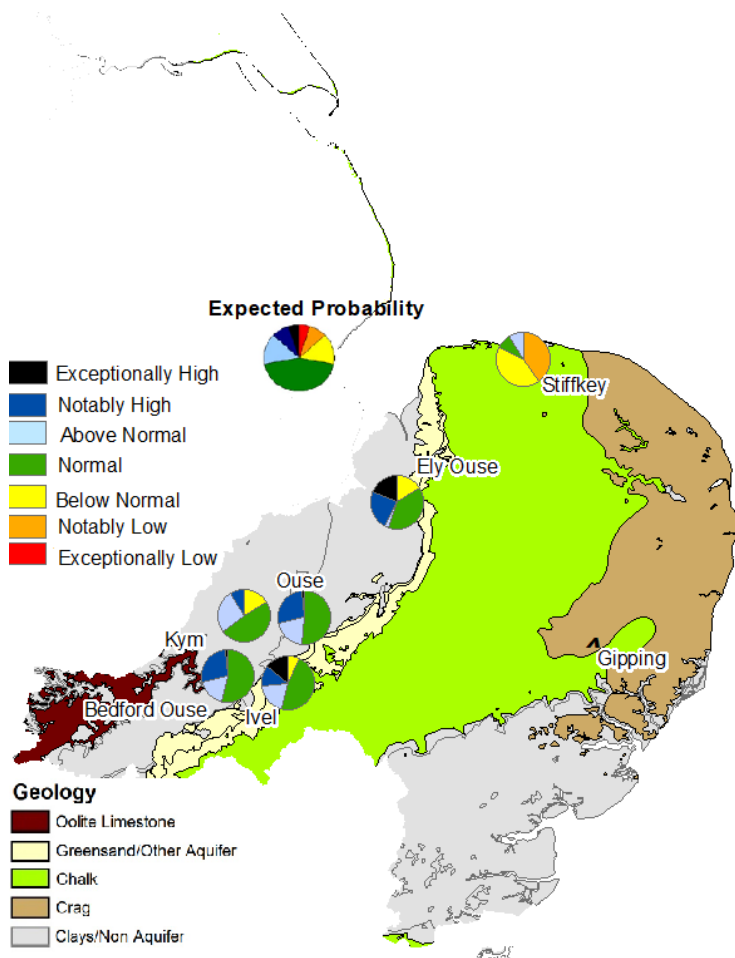 Expected Probability
Exceptionally High
Notably High
Above Normal
Normal
Below Normal
Notably Low
Exceptionally Low
Stiffkey
Ely Ouse
Ouse
Kym
Gipping
Bedford Ouse
Ivel
Geology
Oolite Limestone
Greensand/Other Aquifer
Chalk
Crag
Clays/Non Aquifer